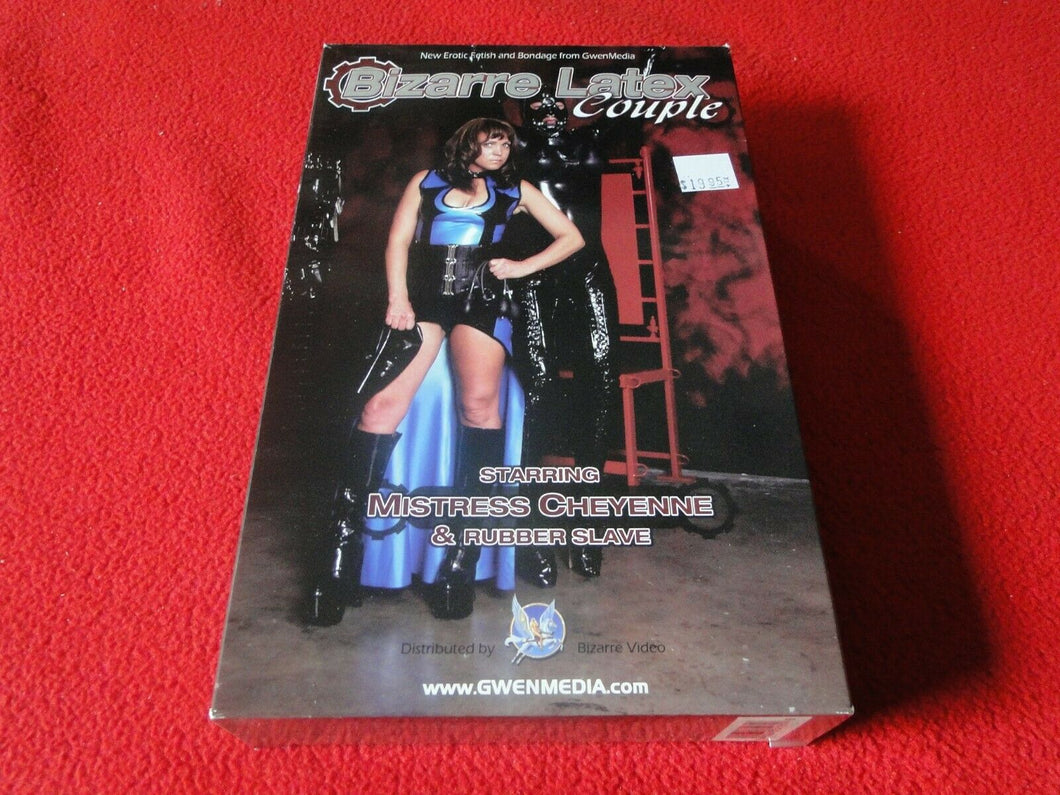 New Erotic Fetish and Bondage from GwenMedia
Bizarre Latex
Couple
$19.95
STARRING
MISTRESS CHEYENNE
& RUBBER SLAVE
Distributed by
Bizarre Video
www.GWENMEDIA.com